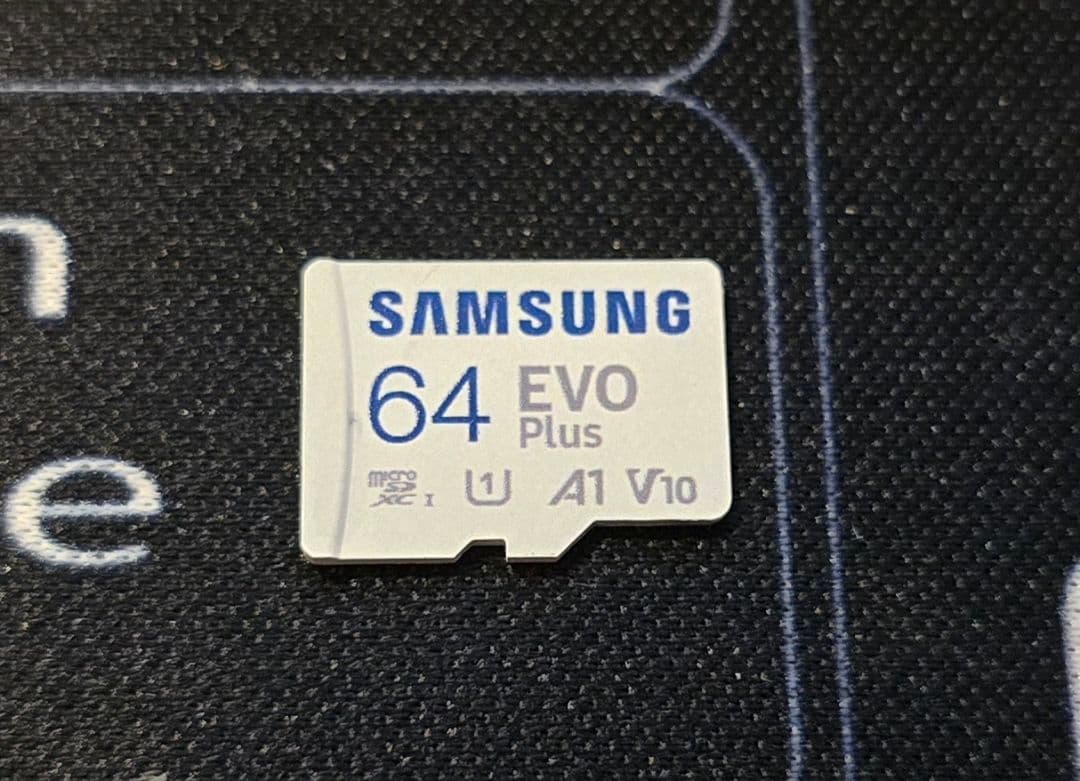 n
e
SAMSUNG
64 EVO
Plus
micro SD XC I U1 A1 V10